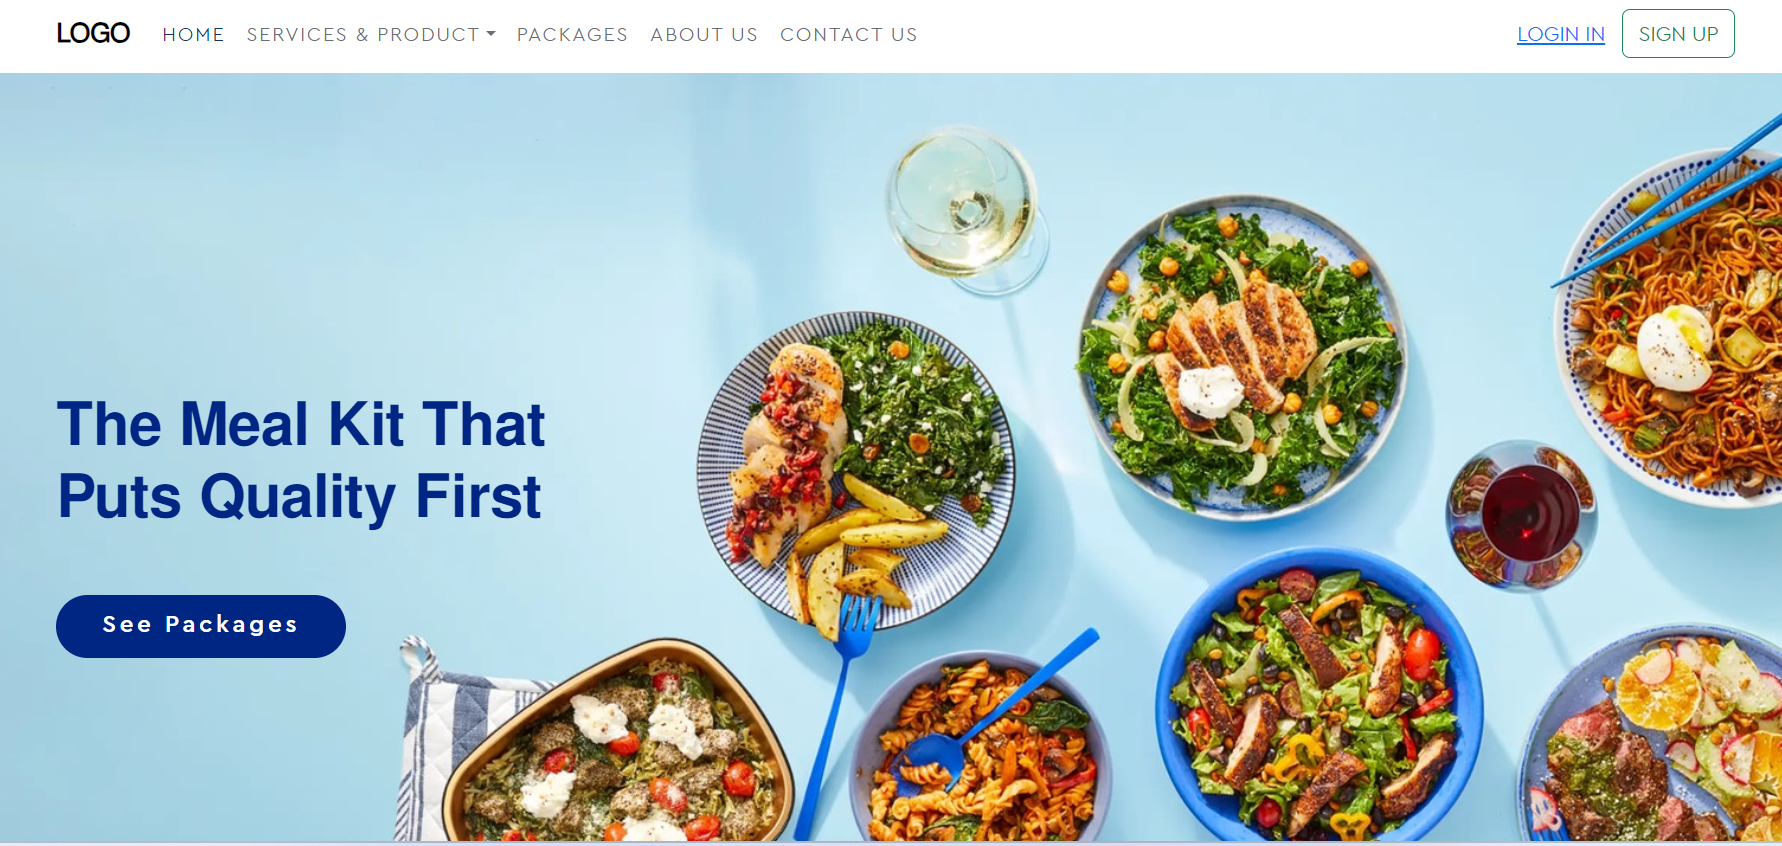 LOGO HOME SERVICES & PRODUCT PACKAGES ABOUT US CONTACT US LOGIN IN SIGN UP
The Meal Kit That
Puts Quality First
See Packages